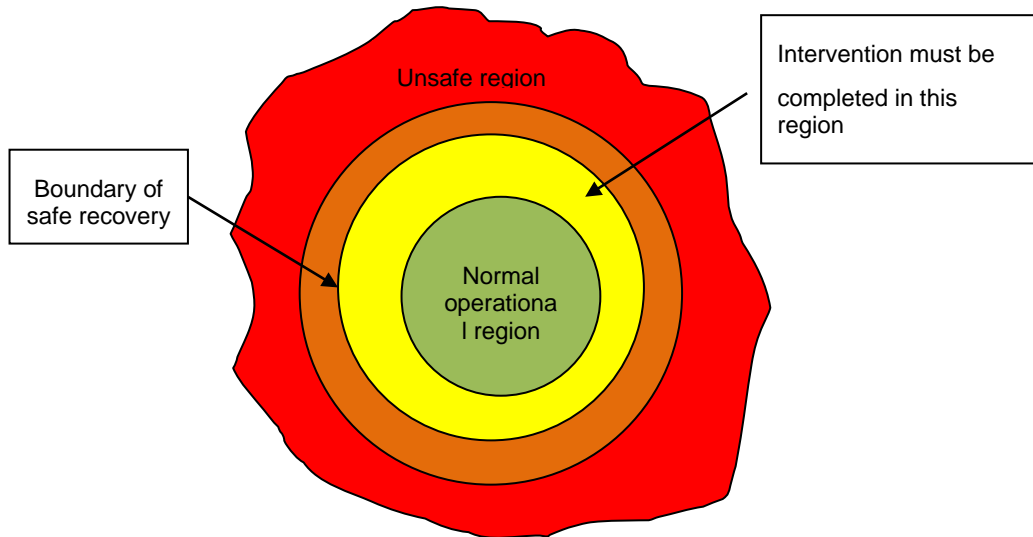 Unsafe region
Intervention must be
completed in this
region
Boundary of
safe recovery
Normal
operationa
l region